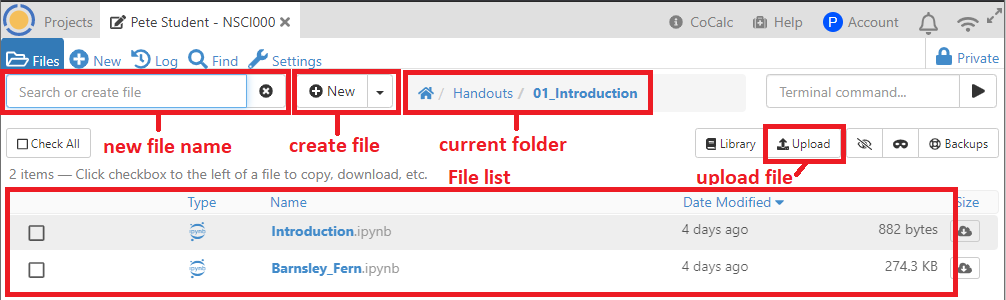 Projects Pete Student - NSCI000 CoCalc Help P Account
Files New Log Find Settings Private
Search or create file New / Handouts / 01_Introduction Terminal command...
new file name create file current folder
Check All Library Upload Backups
2 items — Click checkbox to the left of a file to copy, download, etc. File list upload file
Type Name Date Modified Size
ipynb Introduction.ipynb 4 days ago 882 bytes
ipynb Barnsley_Fern.ipynb 4 days ago 274.3 KB